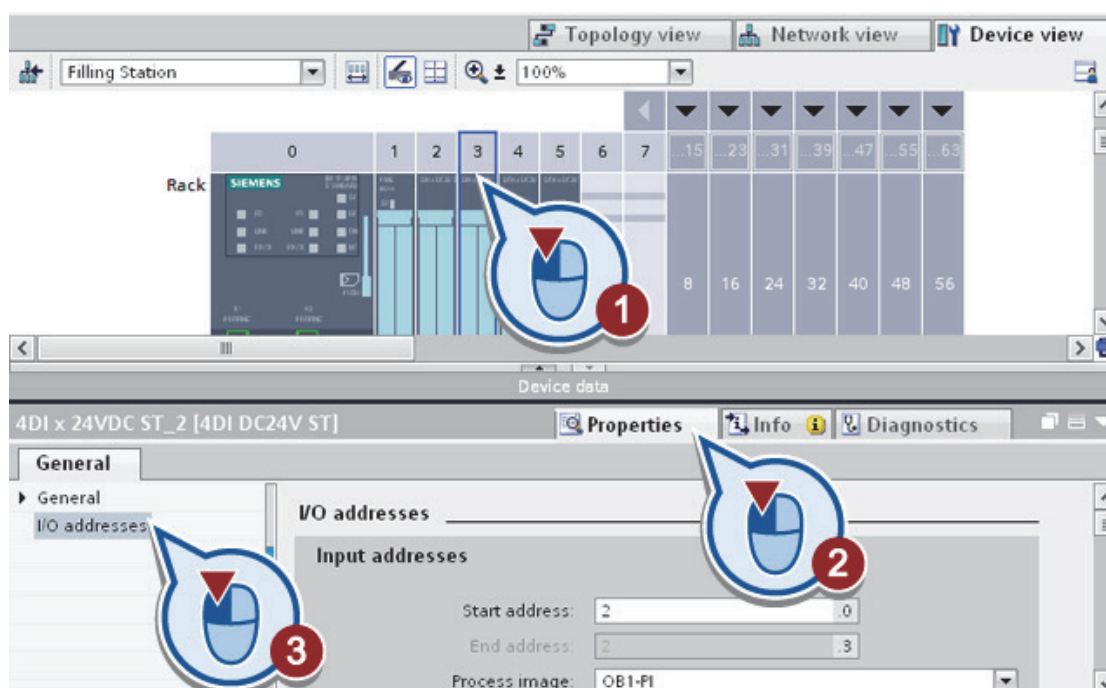 Topology view Network view Device view
Filling Station 100%
0 1 2 3 4 5 6 7 ...15 ...23 ...31 ...39 ...47 ...55 ...63
Rack
SIEMENS
8 16 24 32 40 48 56
1
Device data
4DI x 24VDC ST_2 [4DI DC24V ST] Properties Info Diagnostics
General
General
I/O addresses
I/O addresses
Input addresses
2
Start address: 2 .0
End address: 2 .3
3
Process image: OB1-PI